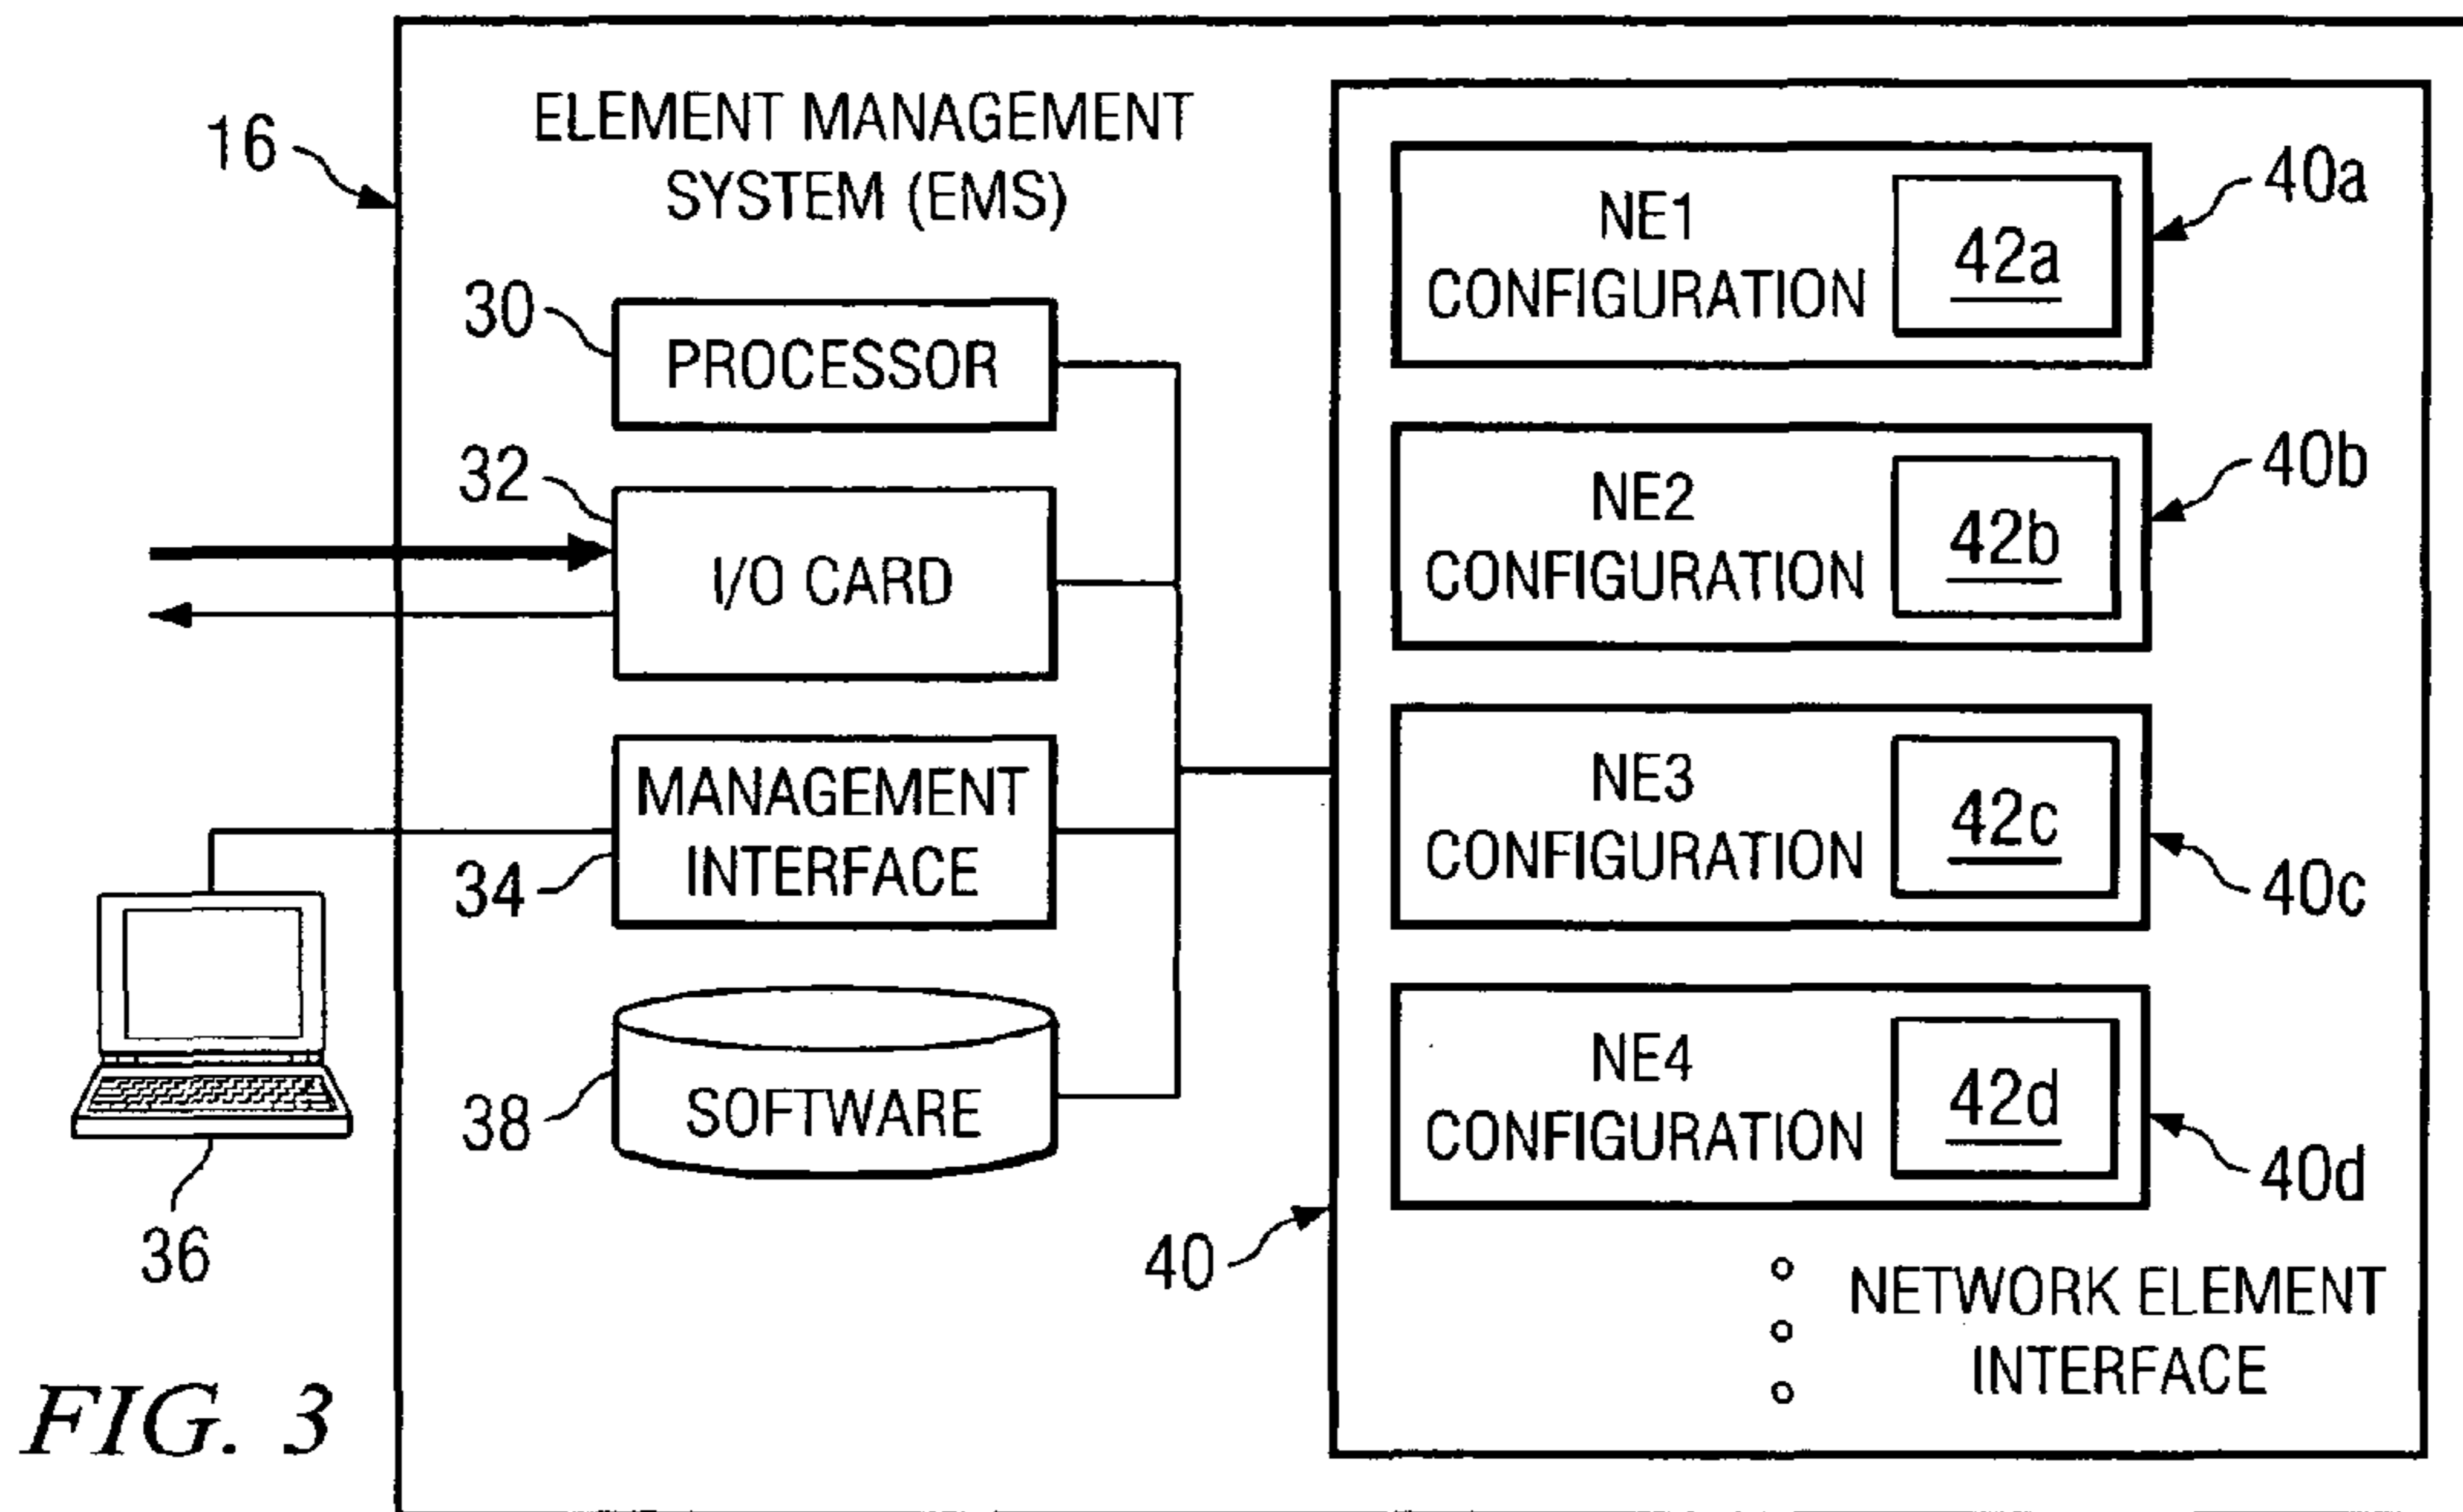 16
ELEMENT MANAGEMENT
SYSTEM (EMS)
30
PROCESSOR
32
I/O CARD
MANAGEMENT
INTERFACE
34
36
38
SOFTWARE
40
NE1
CONFIGURATION
42a
40a
NE2
CONFIGURATION
42b
40b
NE3
CONFIGURATION
42c
40c
NE4
CONFIGURATION
42d
40d
NETWORK ELEMENT
INTERFACE
FIG. 3